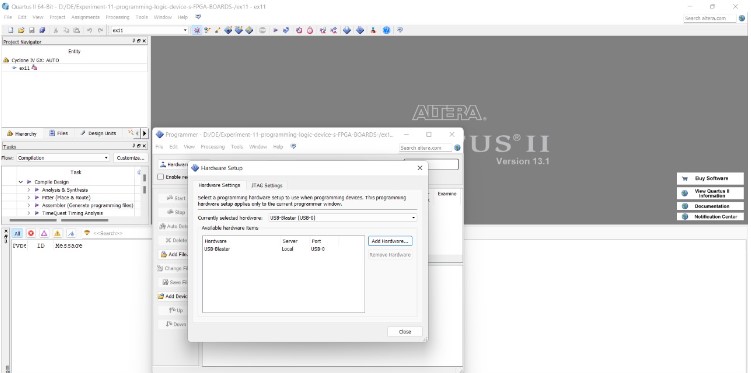 Quartus II 64-Bit - D:/DE/Experiment-11-programming-logic-device-s-FPGA-BOARDS-/ex11 - ex11
File Edit View Project Assignments Processing Tools Window Help
Search altera.com
ex11
Project Navigator
Entity
Cyclone IV GX: AUTO
ex11
Hierarchy Files Design Units
Tasks
Flow: Compilation Customize...
Task
Compile Design
Analysis & Synthesis
Fitter (Place & Route)
Assembler (Generate programming files)
TimeQuest Timing Analysis
ALTERA
US® II
Version 13.1
Buy Software
View Quartus II Information
Documentation
Notification Center
All <<Search>>
Type ID Message
Programmer - D:/DE/Experiment-11-programming-logic-device-s-FPGA-BOARDS-/ex1...
File Edit View Processing Tools Window Help
Search altera.com
Hardware
Enable re
Start
Stop
Auto Det
Delete
Add File
Change Fi
Save Fi
Add Devic
Up
Down
Examine
Hardware Setup
Hardware Settings JTAG Settings
Select a programming hardware setup to use when programming devices. This programming
hardware setup applies only to the current programmer window.
Currently selected hardware: USB-Blaster [USB-0]
Available hardware items
Hardware Server Port
USB-Blaster Local USB-0
Add Hardware...
Remove Hardware
Close